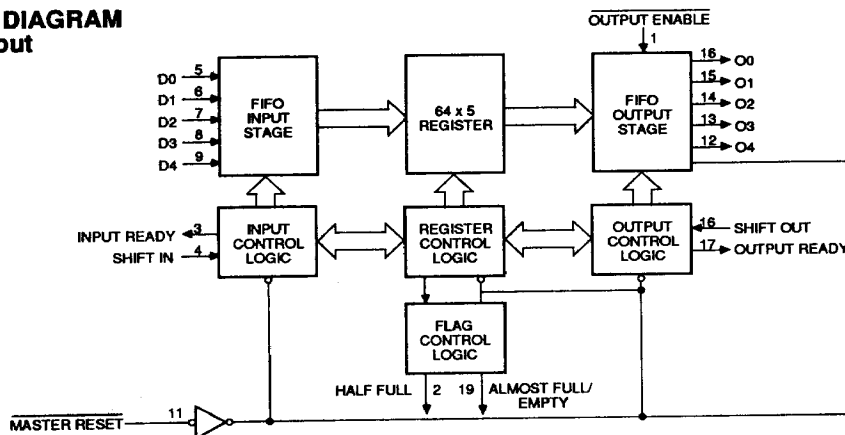 DIAGRAM
out
OUTPUT ENABLE
1
D0 5
D1 6
D2 7
D3 8
D4 9
FIFO
INPUT
STAGE
64 x 5
REGISTER
FIFO
OUTPUT
STAGE
16 O0
15 O1
14 O2
13 O3
12 O4
INPUT READY 3
SHIFT IN 4
INPUT
CONTROL
LOGIC
REGISTER
CONTROL
LOGIC
OUTPUT
CONTROL
LOGIC
16 SHIFT OUT
17 OUTPUT READY
FLAG
CONTROL
LOGIC
HALF FULL 2 19 ALMOST FULL/
EMPTY
MASTER RESET 11